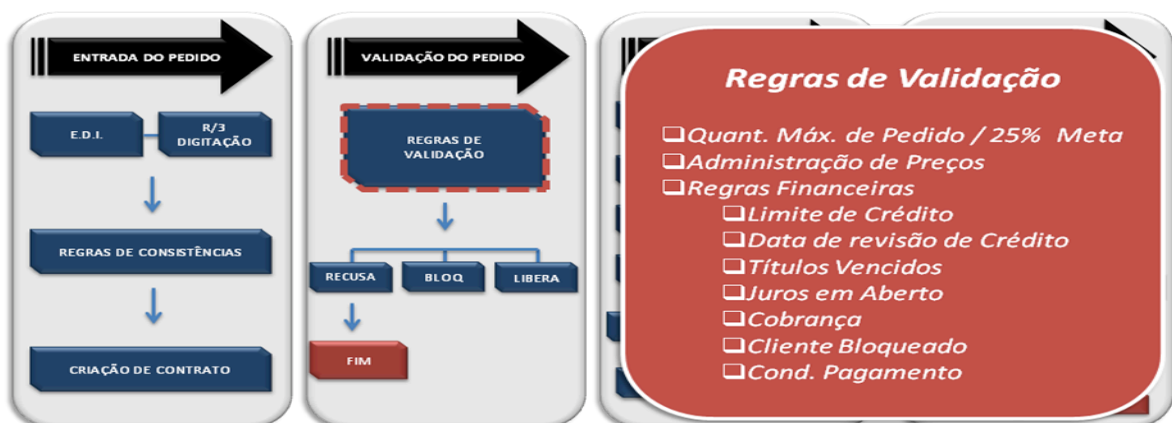 ENTRADA DO PEDIDO
E.D.I.
R/3
DIGITAÇÃO
REGRAS DE CONSISTÊNCIAS
CRIAÇÃO DE CONTRATO
VALIDAÇÃO DO PEDIDO
REGRAS DE
VALIDAÇÃO
RECUSA
BLOQ
LIBERA
FIM
Regras de Validação
❑Quant. Máx. de Pedido / 25% Meta
❑Administração de Preços
❑Regras Financeiras
❑Limite de Crédito
❑Data de revisão de Crédito
❑Títulos Vencidos
❑Juros em Aberto
❑Cobrança
❑Cliente Bloqueado
❑Cond. Pagamento